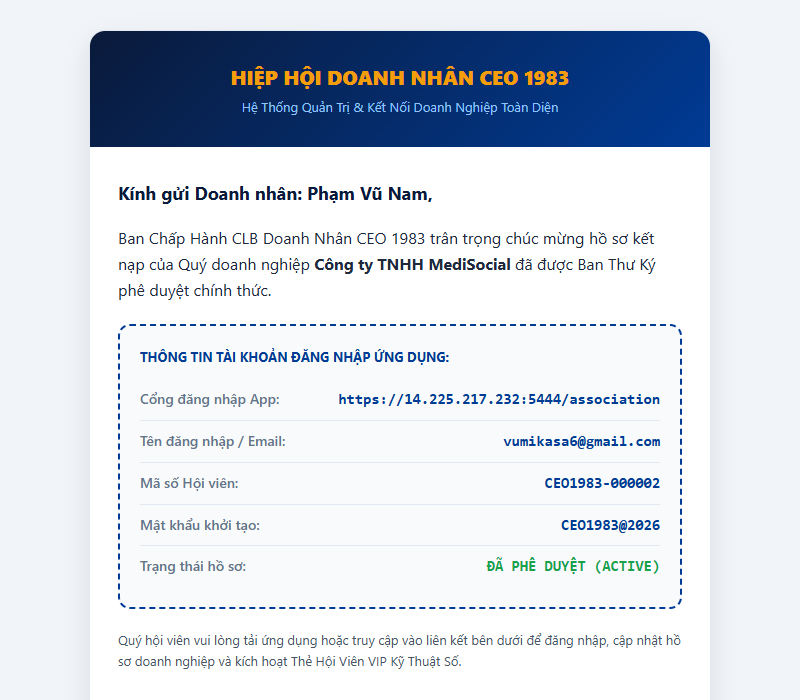 HIỆP HỘI DOANH NHÂN CEO 1983
Hệ Thống Quản Trị & Kết Nối Doanh Nghiệp Toàn Diện
Kính gửi Doanh nhân: Phạm Vũ Nam,
Ban Chấp Hành CLB Doanh Nhân CEO 1983 trân trọng chúc mừng hồ sơ kết
nạp của Quý doanh nghiệp Công ty TNHH MediSocial đã được Ban Thư Ký
phê duyệt chính thức.
THÔNG TIN TÀI KHOẢN ĐĂNG NHẬP ỨNG DỤNG:
Cổng đăng nhập App: https://14.225.217.232:5444/association
Tên đăng nhập / Email: vumikasa6@gmail.com
Mã số Hội viên: CEO1983-000002
Mật khẩu khởi tạo: CEO1983@2026
Trạng thái hồ sơ: ĐÃ PHÊ DUYỆT (ACTIVE)
Quý hội viên vui lòng tải ứng dụng hoặc truy cập vào liên kết bên dưới để đăng nhập, cập nhật hồ
sơ doanh nghiệp và kích hoạt Thẻ Hội Viên VIP Kỹ Thuật Số.